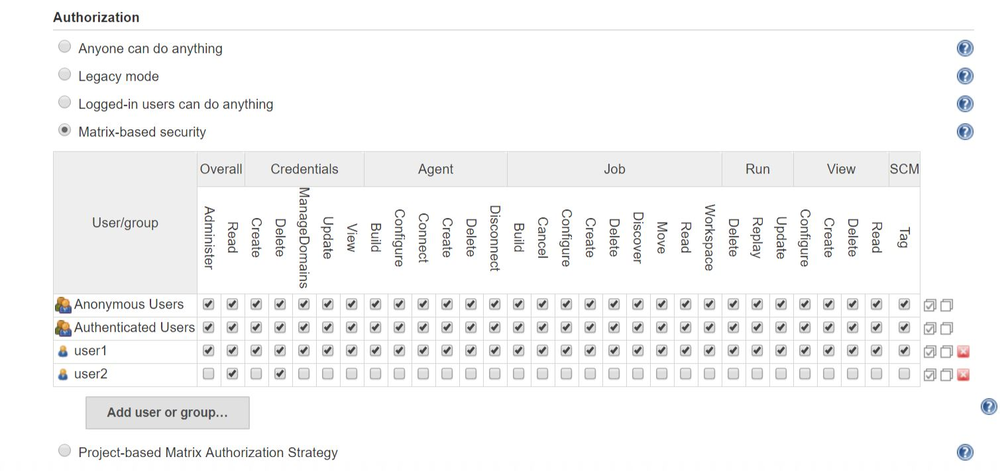 Authorization
Anyone can do anything
Legacy mode
Logged-in users can do anything
Matrix-based security
User/group
Overall Credentials Agent Job Run View SCM
Administer Read Create Delete ManageDomains Update View Build Configure Connect Create Delete Disconnect Build Cancel Configure Create Delete Discover Move Read Workspace Delete Replay Update Configure Create Delete Read Tag
Anonymous Users
Authenticated Users
user1
user2
Add user or group...
Project-based Matrix Authorization Strategy